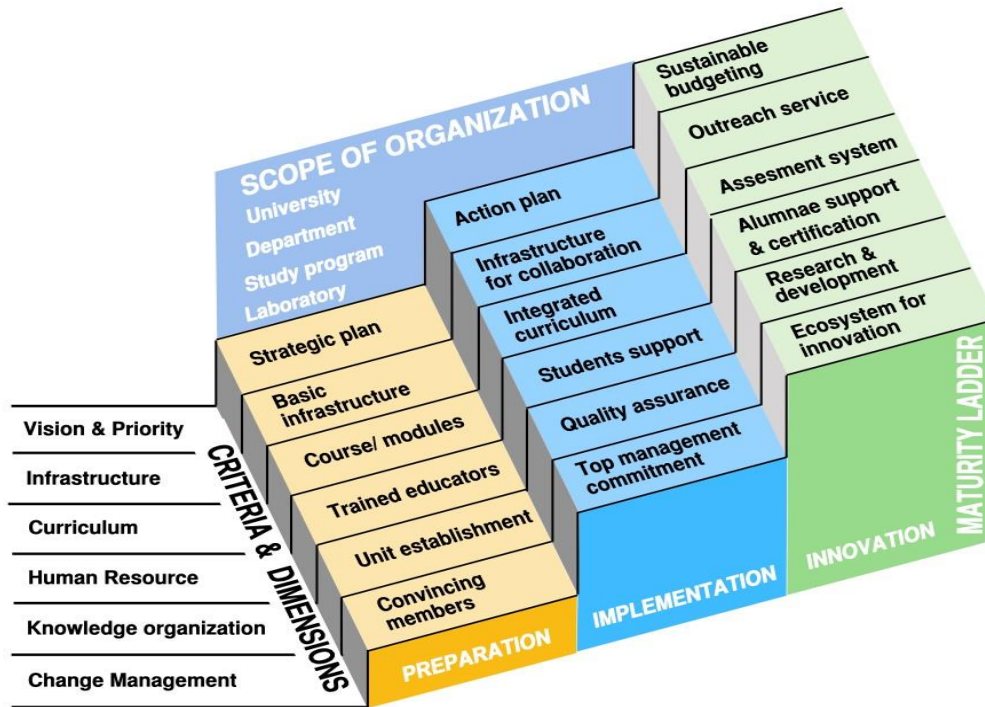 SCOPE OF ORGANIZATION
University
Department
Study program
Laboratory
Sustainable
budgeting
Outreach service
Assesment system
Alumnae support
& certification
Research &
development
Ecosystem for
innovation
Action plan
Infrastructure
for collaboration
Integrated
curriculum
Students support
Quality assurance
Top management
commitment
Strategic plan
Basic
infrastructure
Course/ modules
Trained educators
Unit establishment
Convincing
members
Vision & Priority
Infrastructure
Curriculum
Human Resource
Knowledge organization
Change Management
CRITERIA & DIMENSIONS
PREPARATION
IMPLEMENTATION
INNOVATION
MATURITY LADDER